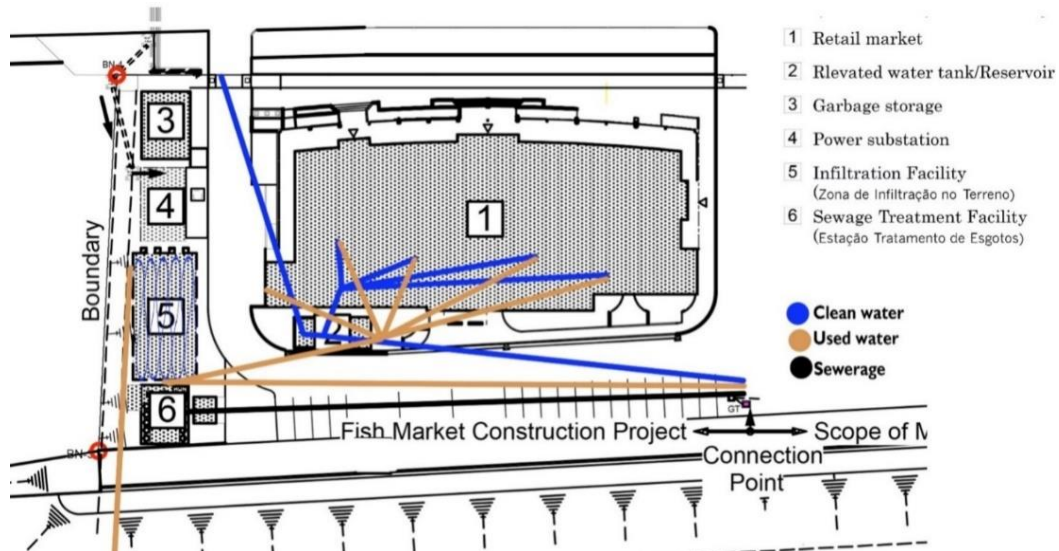 1 Retail market
2 Rlevated water tank/Reservoir
3 Garbage storage
4 Power substation
5 Infiltration Facility
(Zona de Infiltração no Terreno)
6 Sewage Treatment Facility
(Estação Tratamento de Esgotos)
Clean water
Used water
Sewerage
3
4
1
Boundary
5
6
GT
Fish Market Construction Project
Scope of M
Connection
Point